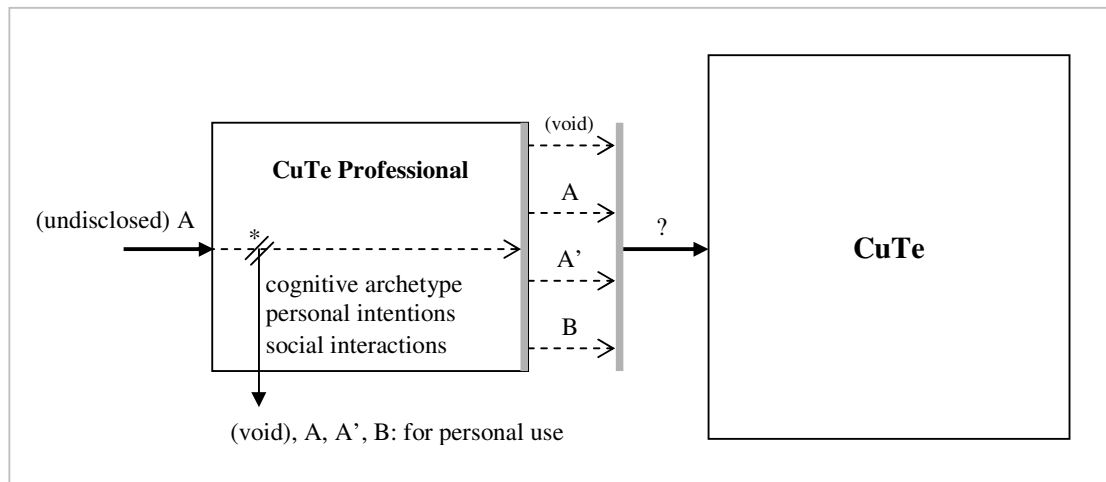 (void)
CuTe Professional
A
(undisclosed) A
*
?
CuTe
A’
cognitive archetype
personal intentions
B
social interactions
(void), A, A’, B: for personal use